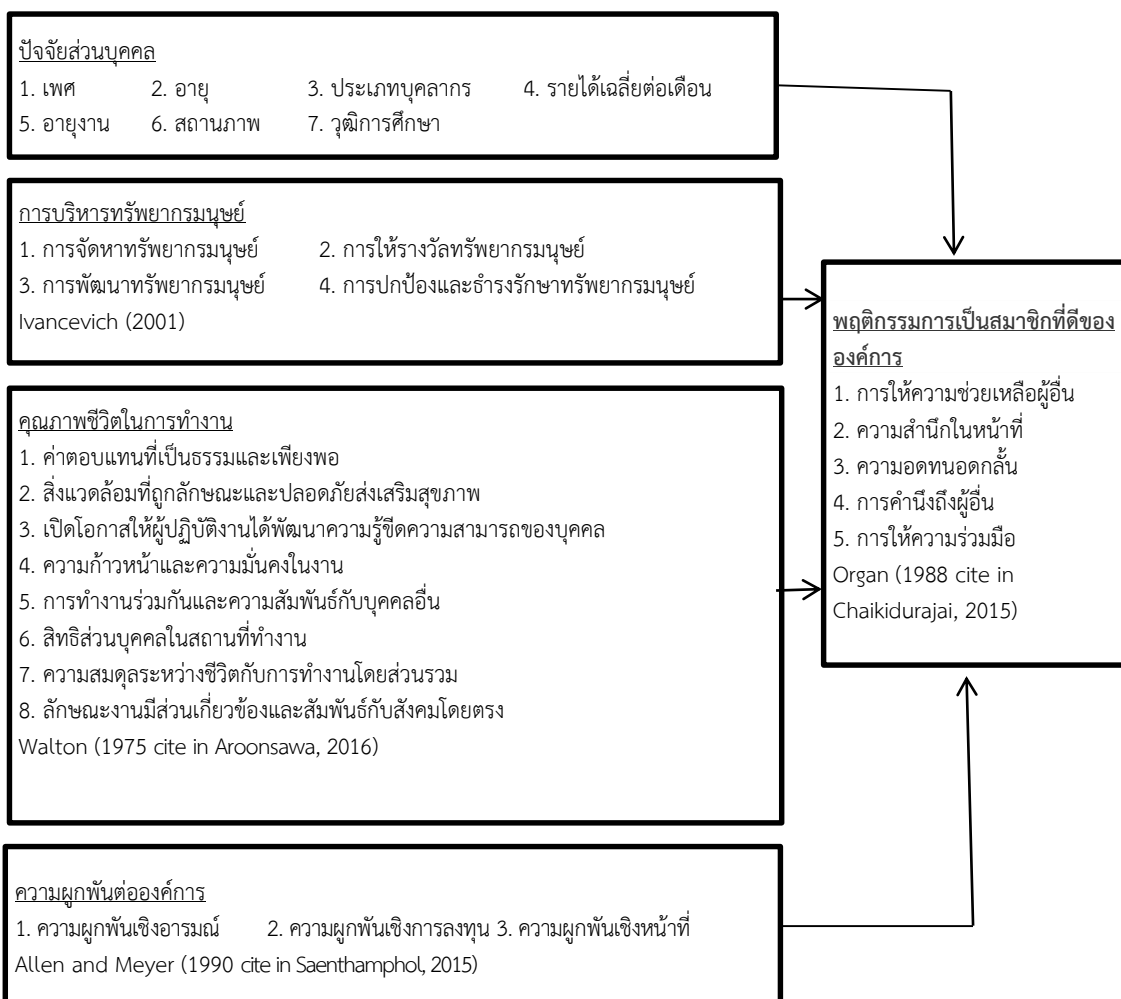 ปัจจัยส่วนบุคคล
1. เพศ 2. อายุ 3. ประเภทบุคลากร 4. รายได้เฉลี่ยต่อเดือน
5. อายุงาน 6. สถานภาพ 7. วุฒิการศึกษา
การบริหารทรัพยากรมนุษย์
1. การจัดหาทรัพยากรมนุษย์ 2. การให้รางวัลทรัพยากรมนุษย์
3. การพัฒนาทรัพยากรมนุษย์ 4. การปกป้องและธำรงรักษาทรัพยากรมนุษย์
Ivancevich (2001)
คุณภาพชีวิตในการทำงาน
1. ค่าตอบแทนที่เป็นธรรมและเพียงพอ
2. สิ่งแวดล้อมที่ถูกลักษณะและปลอดภัยส่งเสริมสุขภาพ
3. เปิดโอกาสให้ผู้ปฏิบัติงานได้พัฒนาความรู้ขีดความสามารถของบุคคล
4. ความก้าวหน้าและความมั่นคงในงาน
5. การทำงานร่วมกันและความสัมพันธ์กับบุคคลอื่น
6. สิทธิส่วนบุคคลในสถานที่ทำงาน
7. ความสมดุลระหว่างชีวิตกับการทำงานโดยส่วนรวม
8. ลักษณะงานมีส่วนเกี่ยวข้องและสัมพันธ์กับสังคมโดยตรง
Walton (1975 cite in Aroonsawa, 2016)
ความผูกพันต่อองค์การ
1. ความผูกพันเชิงอารมณ์ 2. ความผูกพันเชิงการลงทุน 3. ความผูกพันเชิงหน้าที่
Allen and Meyer (1990 cite in Saenthamphol, 2015)
พฤติกรรมการเป็นสมาชิกที่ดีของ
องค์การ
1. การให้ความช่วยเหลือผู้อื่น
2. ความสำนึกในหน้าที่
3. ความอดทนอดกลั้น
4. การคำนึงถึงผู้อื่น
5. การให้ความร่วมมือ
Organ (1988 cite in
Chaikidurajai, 2015)